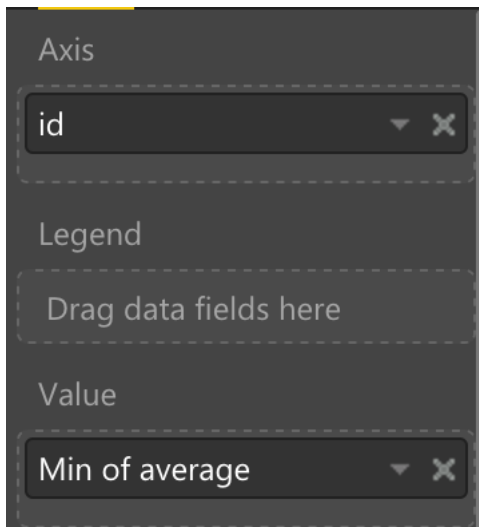 Axis
id
Legend
Drag data fields here
Value
Min of average